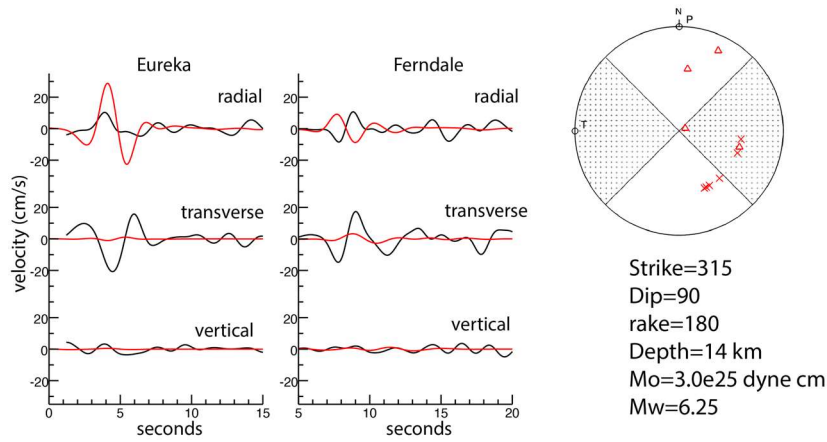 Eureka
Ferndale
radial
radial
20
0
-20
20
0
-20
transverse
transverse
20
0
-20
20
0
-20
vertical
vertical
20
0
-20
20
0
-20
velocity (cm/s)
0
5
10
15
5
10
15
20
seconds
seconds
N
P
T
Strike=315
Dip=90
rake=180
Depth=14 km
Mo=3.0e25 dyne cm
Mw=6.25